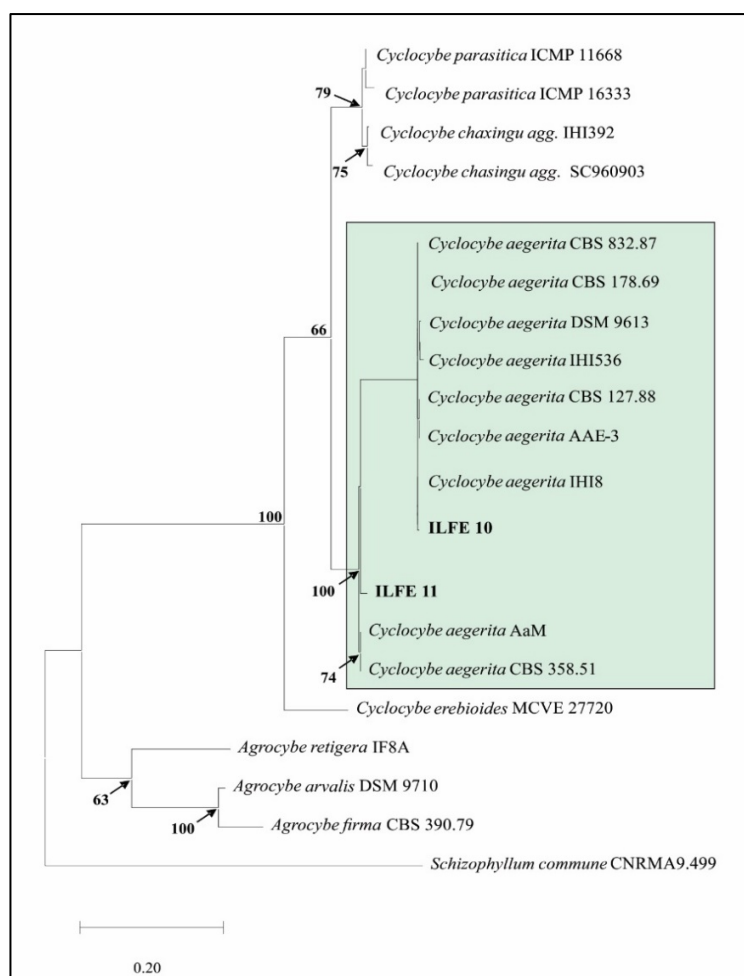 Cyclocybe parasitica ICMP 11668
79
Cyclocybe parasitica ICMP 16333
Cyclocybe chaxingu agg. IHI392
75
Cyclocybe chasingu agg. SC960903
Cyclocybe aegerita CBS 832.87
Cyclocybe aegerita CBS 178.69
66
Cyclocybe aegerita DSM 9613
Cyclocybe aegerita IHI536
Cyclocybe aegerita CBS 127.88
Cyclocybe aegerita AAE-3
Cyclocybe aegerita IHI8
100
ILFE 10
100
ILFE 11
Cyclocybe aegerita AaM
74
Cyclocybe aegerita CBS 358.51
Cyclocybe erebioides MCVE 27720
Agrocybe retigera IF8A
63
Agrocybe arvalis DSM 9710
100
Agrocybe firma CBS 390.79
Schizophyllum commune CNRMA9.499
0.20